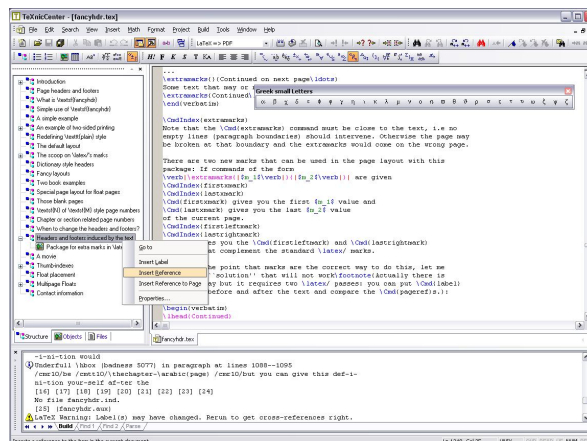 TeXnicCenter - [fancyhdr.tex]
File Edit Search View Insert Math Format Project Build Tools Window Help
LaTeX => PDF
Introduction
Page headers and footers
What is \textsf{fancyhdr}
Simple use of \textsf{fancyhdr}
A simple example
An example of two-sided printing
Redefining \textsf{plain} style
The default layout
The scoop on \latex/'s marks
Dictionary style headers
Fancy layouts
Two book examples
Special page layout for float pages
Those blank pages
\textsf{N} of \textsf{M} style page numbers
Chapter or section related page numbers
When to change the headers and footers?
Headers and footers induced by the text
Package for extra marks in \late
A movie
Thumb-indexes
Float placement
Multipage Floats
Contact information
Structure Objects Files
Go to
Insert Label
Insert Reference
Insert Reference to Page
Properties...
...
\extramarks{}{Continued on next page\ldots}
Some text that may or
\extramarks{Continued\
\end{verbatim}
Greek small Letters
α β χ δ ε φ φ γ η ι κ λ μ ν ο π ϖ θ ϑ ρ σ ς τ υ ω ξ ψ ζ
\CmdIndex{extramarks}
Note that the \Cmd{extramarks} command must be close to the text, i.e no
empty lines (paragraph boundaries) should intervene. Otherwise the page may
be broken at that boundary and the extramarks would come on the wrong page.
There are two new marks that can be used in the page layout with this
package: If commands of the form
\verb|\extramarks{|$m_1$\verb|}{|$m_2$\verb|}| are given
\CmdIndex{firstxmark}
\CmdIndex{lastxmark}
\Cmd{firstxmark} gives you the first $m_1$ value and
\Cmd{lastxmark} gives you the last $m_2$ value
of the current page.
\CmdIndex{firstleftmark}
\CmdIndex{lastrightmark}
es you the \Cmd{firstleftmark} and \Cmd{lastrightmark}
at complement the standard \latex/ marks.
he point that marks are the correct way to do this, let me
`solution'' that will not work\footnote{Actually there is
ay but it requires two \latex/ passes: you can put \Cmd{label}
before and after the text and compare the \Cmd{pageref}s.}:
\begin{verbatim}
\lhead{Continued}
fancyhdr.tex
-i-ni-tion would
Underfull \hbox (badness 5077) in paragraph at lines 1088--1095
/cmr10/be /cmtt10/\thechapter-\arabic{page} /cmr10/but you can give this def-i-
ni-tion your-self af-ter the
[16] [17] [18] [19] [20] [21] [22] [23] [24]
No file fancyhdr.ind.
[25] (fancyhdr.aux)
LaTeX Warning: Label(s) may have changed. Rerun to get cross-references right.
Build Find 1 Find 2 Parse